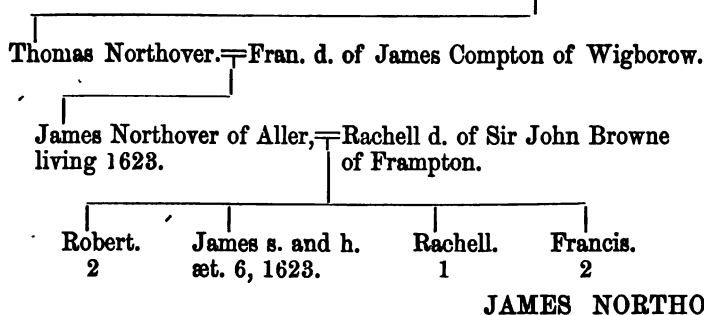 Thomas Northover.=Fran. d. of James Compton of Wigborow.
James Northover of Aller,=Rachell d. of Sir John Browne
living 1623. of Frampton.
Robert. James s. and h. Rachell. Francis.
2 æt. 6, 1623. 1 2
JAMES NORTHO